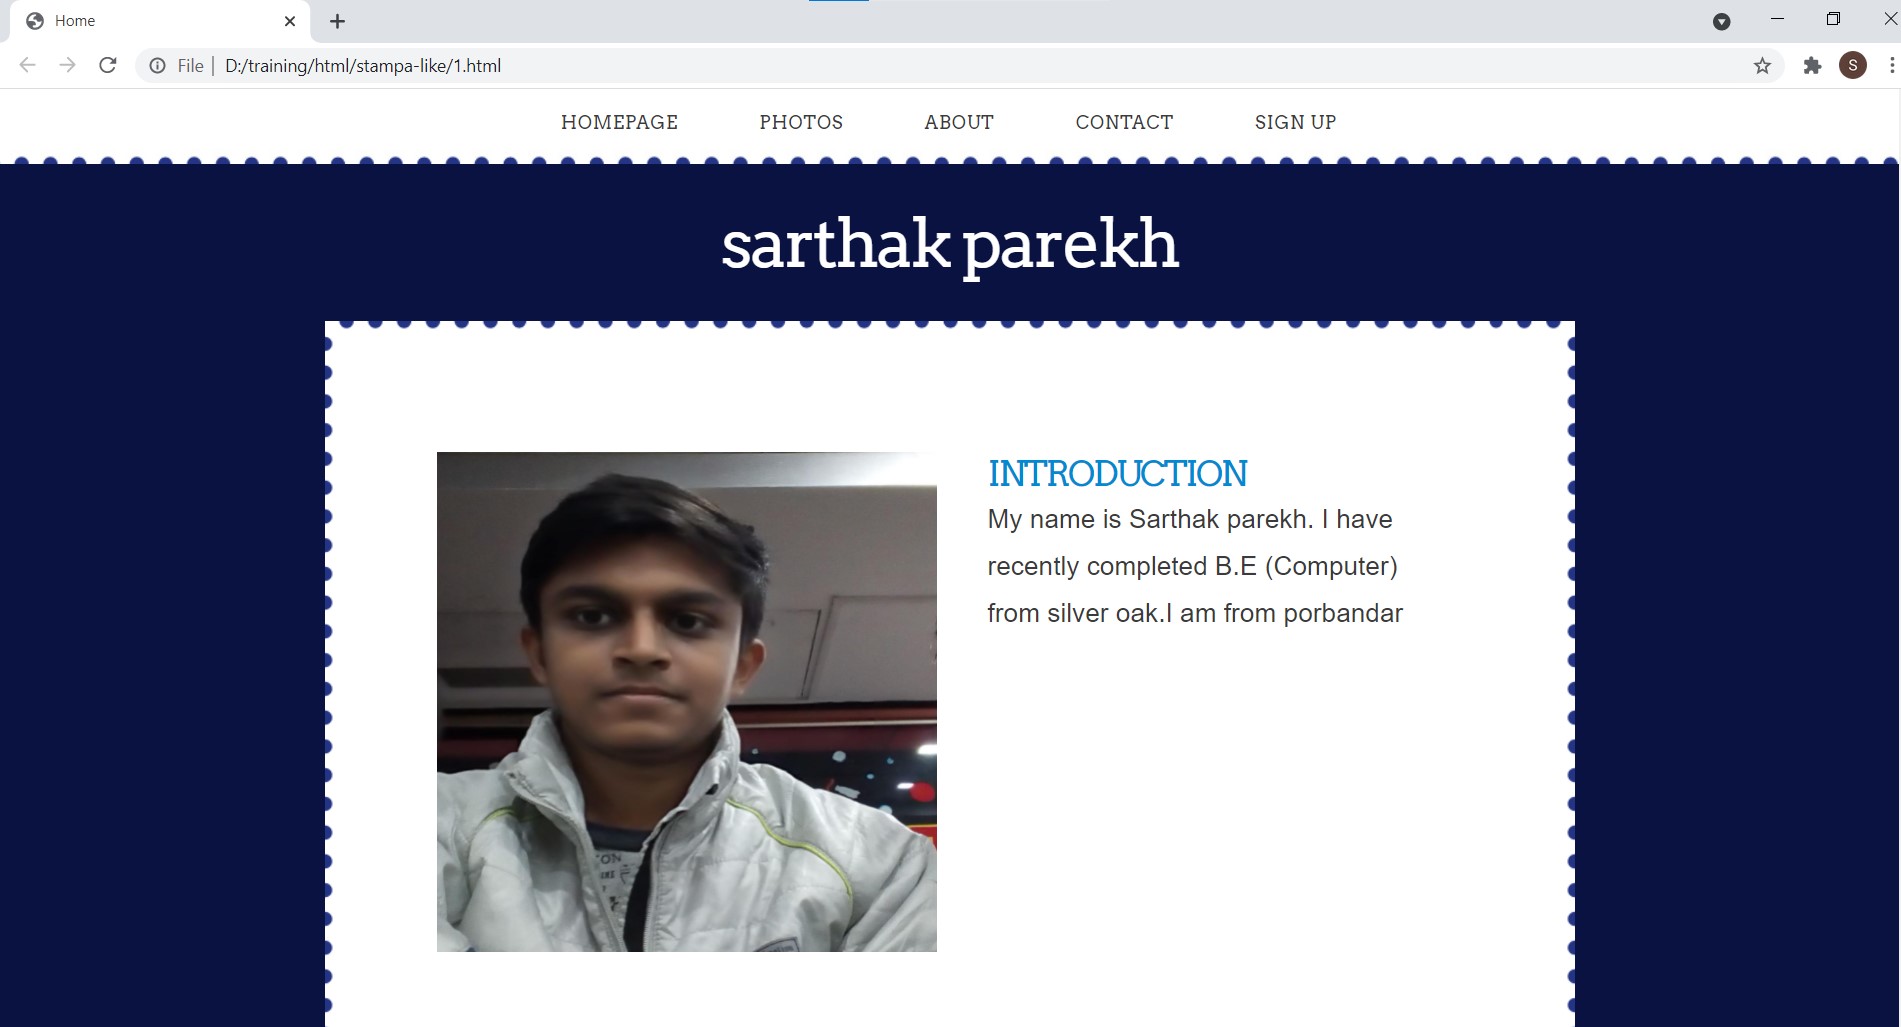 Home
File | D:/training/html/stampa-like/1.html
S
HOMEPAGE PHOTOS ABOUT CONTACT SIGN UP
sarthak parekh
INTRODUCTION
My name is Sarthak parekh. I have
recently completed B.E (Computer)
from silver oak.I am from porbandar